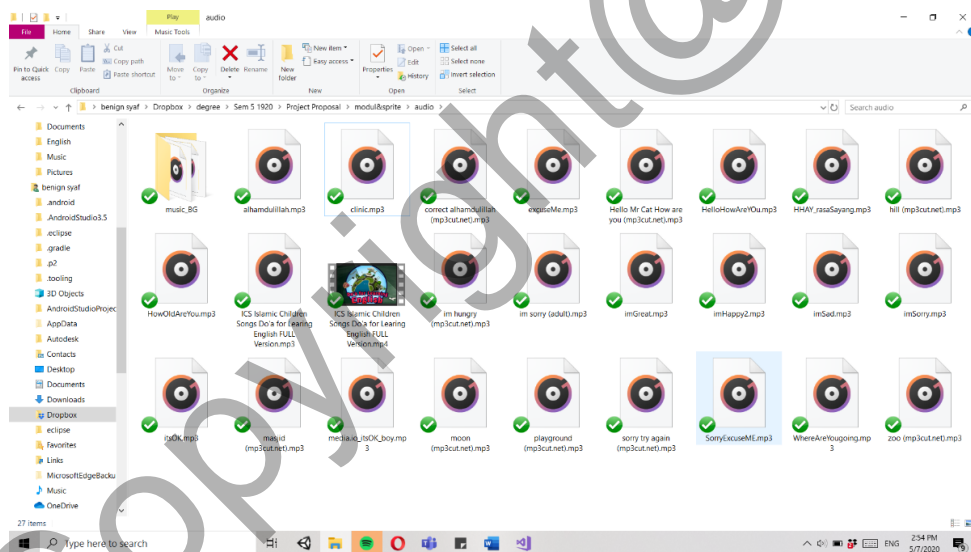 Play
audio
File
Home
Share
View
Music Tools
Pin to Quick access
Copy
Paste
Cut
Copy path
Paste shortcut
Move to
Copy to
Delete
Rename
New folder
New item
Easy access
Properties
Open
Edit
History
Select all
Select none
Invert selection
Clipboard
Organize
New
Open
Select
benign syaf > Dropbox > degree > Sem 5 1920 > Project Proposal > modul&sprite > audio >
Search audio
Documents
English
Music
Pictures
benign syaf
.android
.AndroidStudio3.5
.eclipse
.gradle
.p2
.tooling
3D Objects
AndroidStudioProjec
AppData
Autodesk
Contacts
Desktop
Documents
Downloads
Dropbox
eclipse
Favorites
Links
MicrosoftEdgeBacku
Music
OneDrive
music_BG
alhamdulillah.mp3
clinic.mp3
correct alhamdulillah
(mp3cut.net).mp3
excuseMe.mp3
Hello Mr Cat How are
you (mp3cut.net).mp3
HelloHowAreYOu.mp3
HHAY_rasaSayang.mp3
hill (mp3cut.net).mp3
HowOldAreYou.mp3
ICS Islamic Children
Songs Do'a for Learing
English FULL
Version.mp3
ICS Islamic Children
Songs Do'a for Learing
English FULL
Version.mp4
im hungry
(mp3cut.net).mp3
im sorry (adult).mp3
imGreat.mp3
imHappy2.mp3
imSad.mp3
imSorry.mp3
itsOK.mp3
masjid
(mp3cut.net).mp3
media.io_itsOK_boy.mp
3
moon
(mp3cut.net).mp3
playground
(mp3cut.net).mp3
sorry try again
(mp3cut.net).mp3
SorryExcuseME.mp3
WhereAreYougoing.mp
3
zoo (mp3cut.net).mp3
27 items
Type here to search
ENG
2:54 PM
5/7/2020
Copyright@